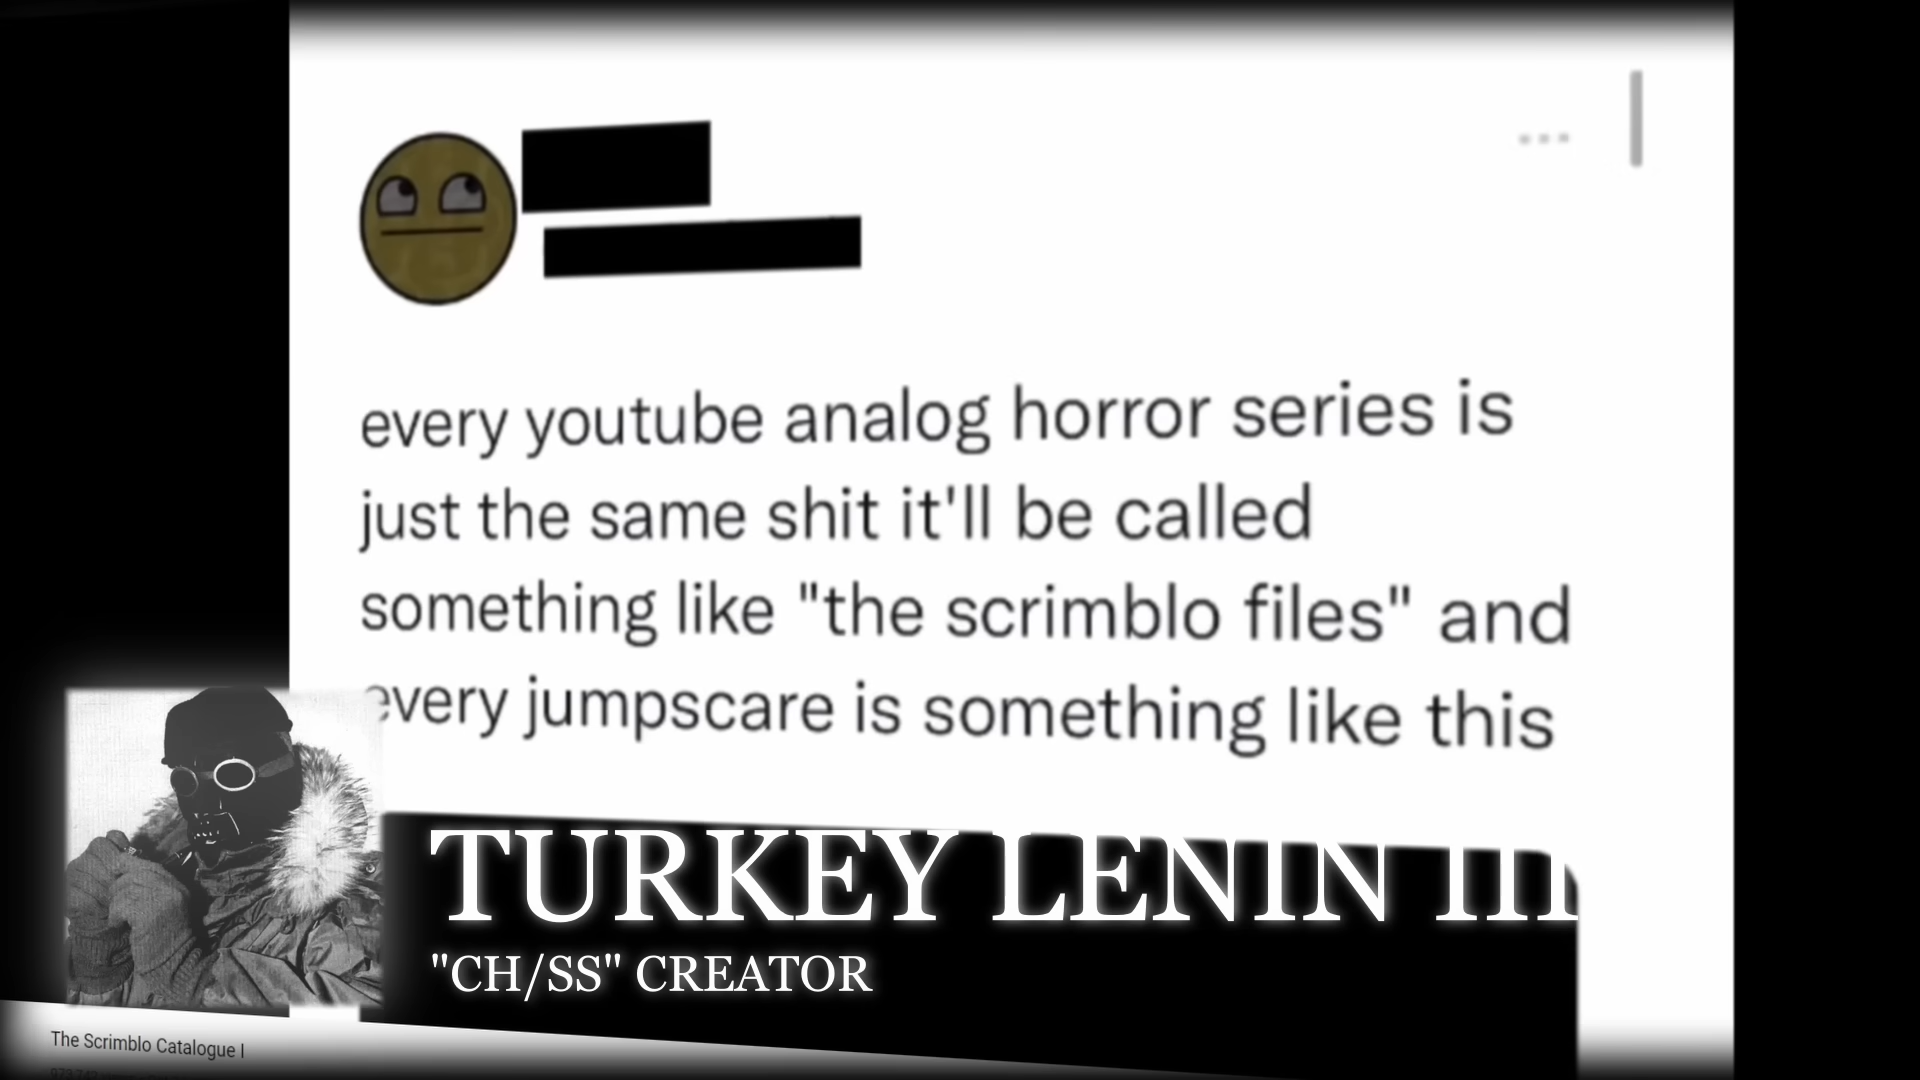 every youtube analog horror series is
just the same shit it'll be called
something like "the scrimblo files" and
every jumpscare is something like this
TURKEY LENIN III
"CH/SS" CREATOR
The Scrimblo Catalogue I